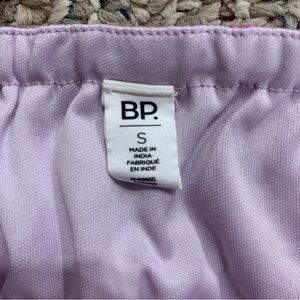 BP.
S
MADE IN
INDIA
FABRIQUÉ
EN INDE